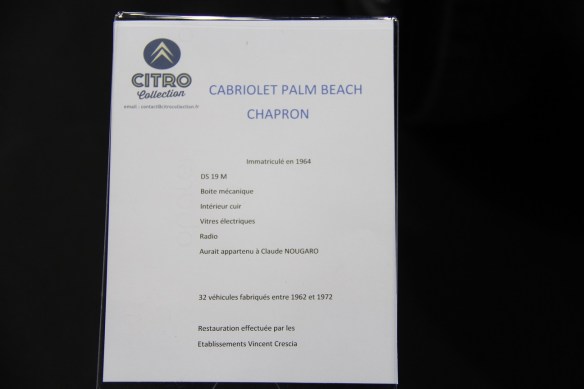 CITRO
Collection
email : contact@citrocollection.fr
CABRIOLET PALM BEACH
CHAPRON
Immatriculé en 1964
DS 19 M
Boite mécanique
Intérieur cuir
Vitres électriques
Radio
Aurait appartenu à Claude NOUGARO
32 véhicules fabriqués entre 1962 et 1972
Restauration effectuée par les
Etablissements Vincent Crescia